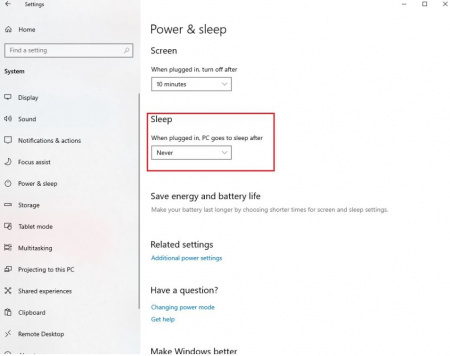 Settings
Home
Find a setting
System
Display
Sound
Notifications & actions
Focus assist
Power & sleep
Storage
Tablet mode
Multitasking
Projecting to this PC
Shared experiences
Clipboard
Remote Desktop
About
Power & sleep
Screen
When plugged in, turn off after
10 minutes
Sleep
When plugged in, PC goes to sleep after
Never
Save energy and battery life
Make your battery last longer by choosing shorter times for screen and sleep settings.
Related settings
Additional power settings
Have a question?
Changing power mode
Get help
Make Windows better